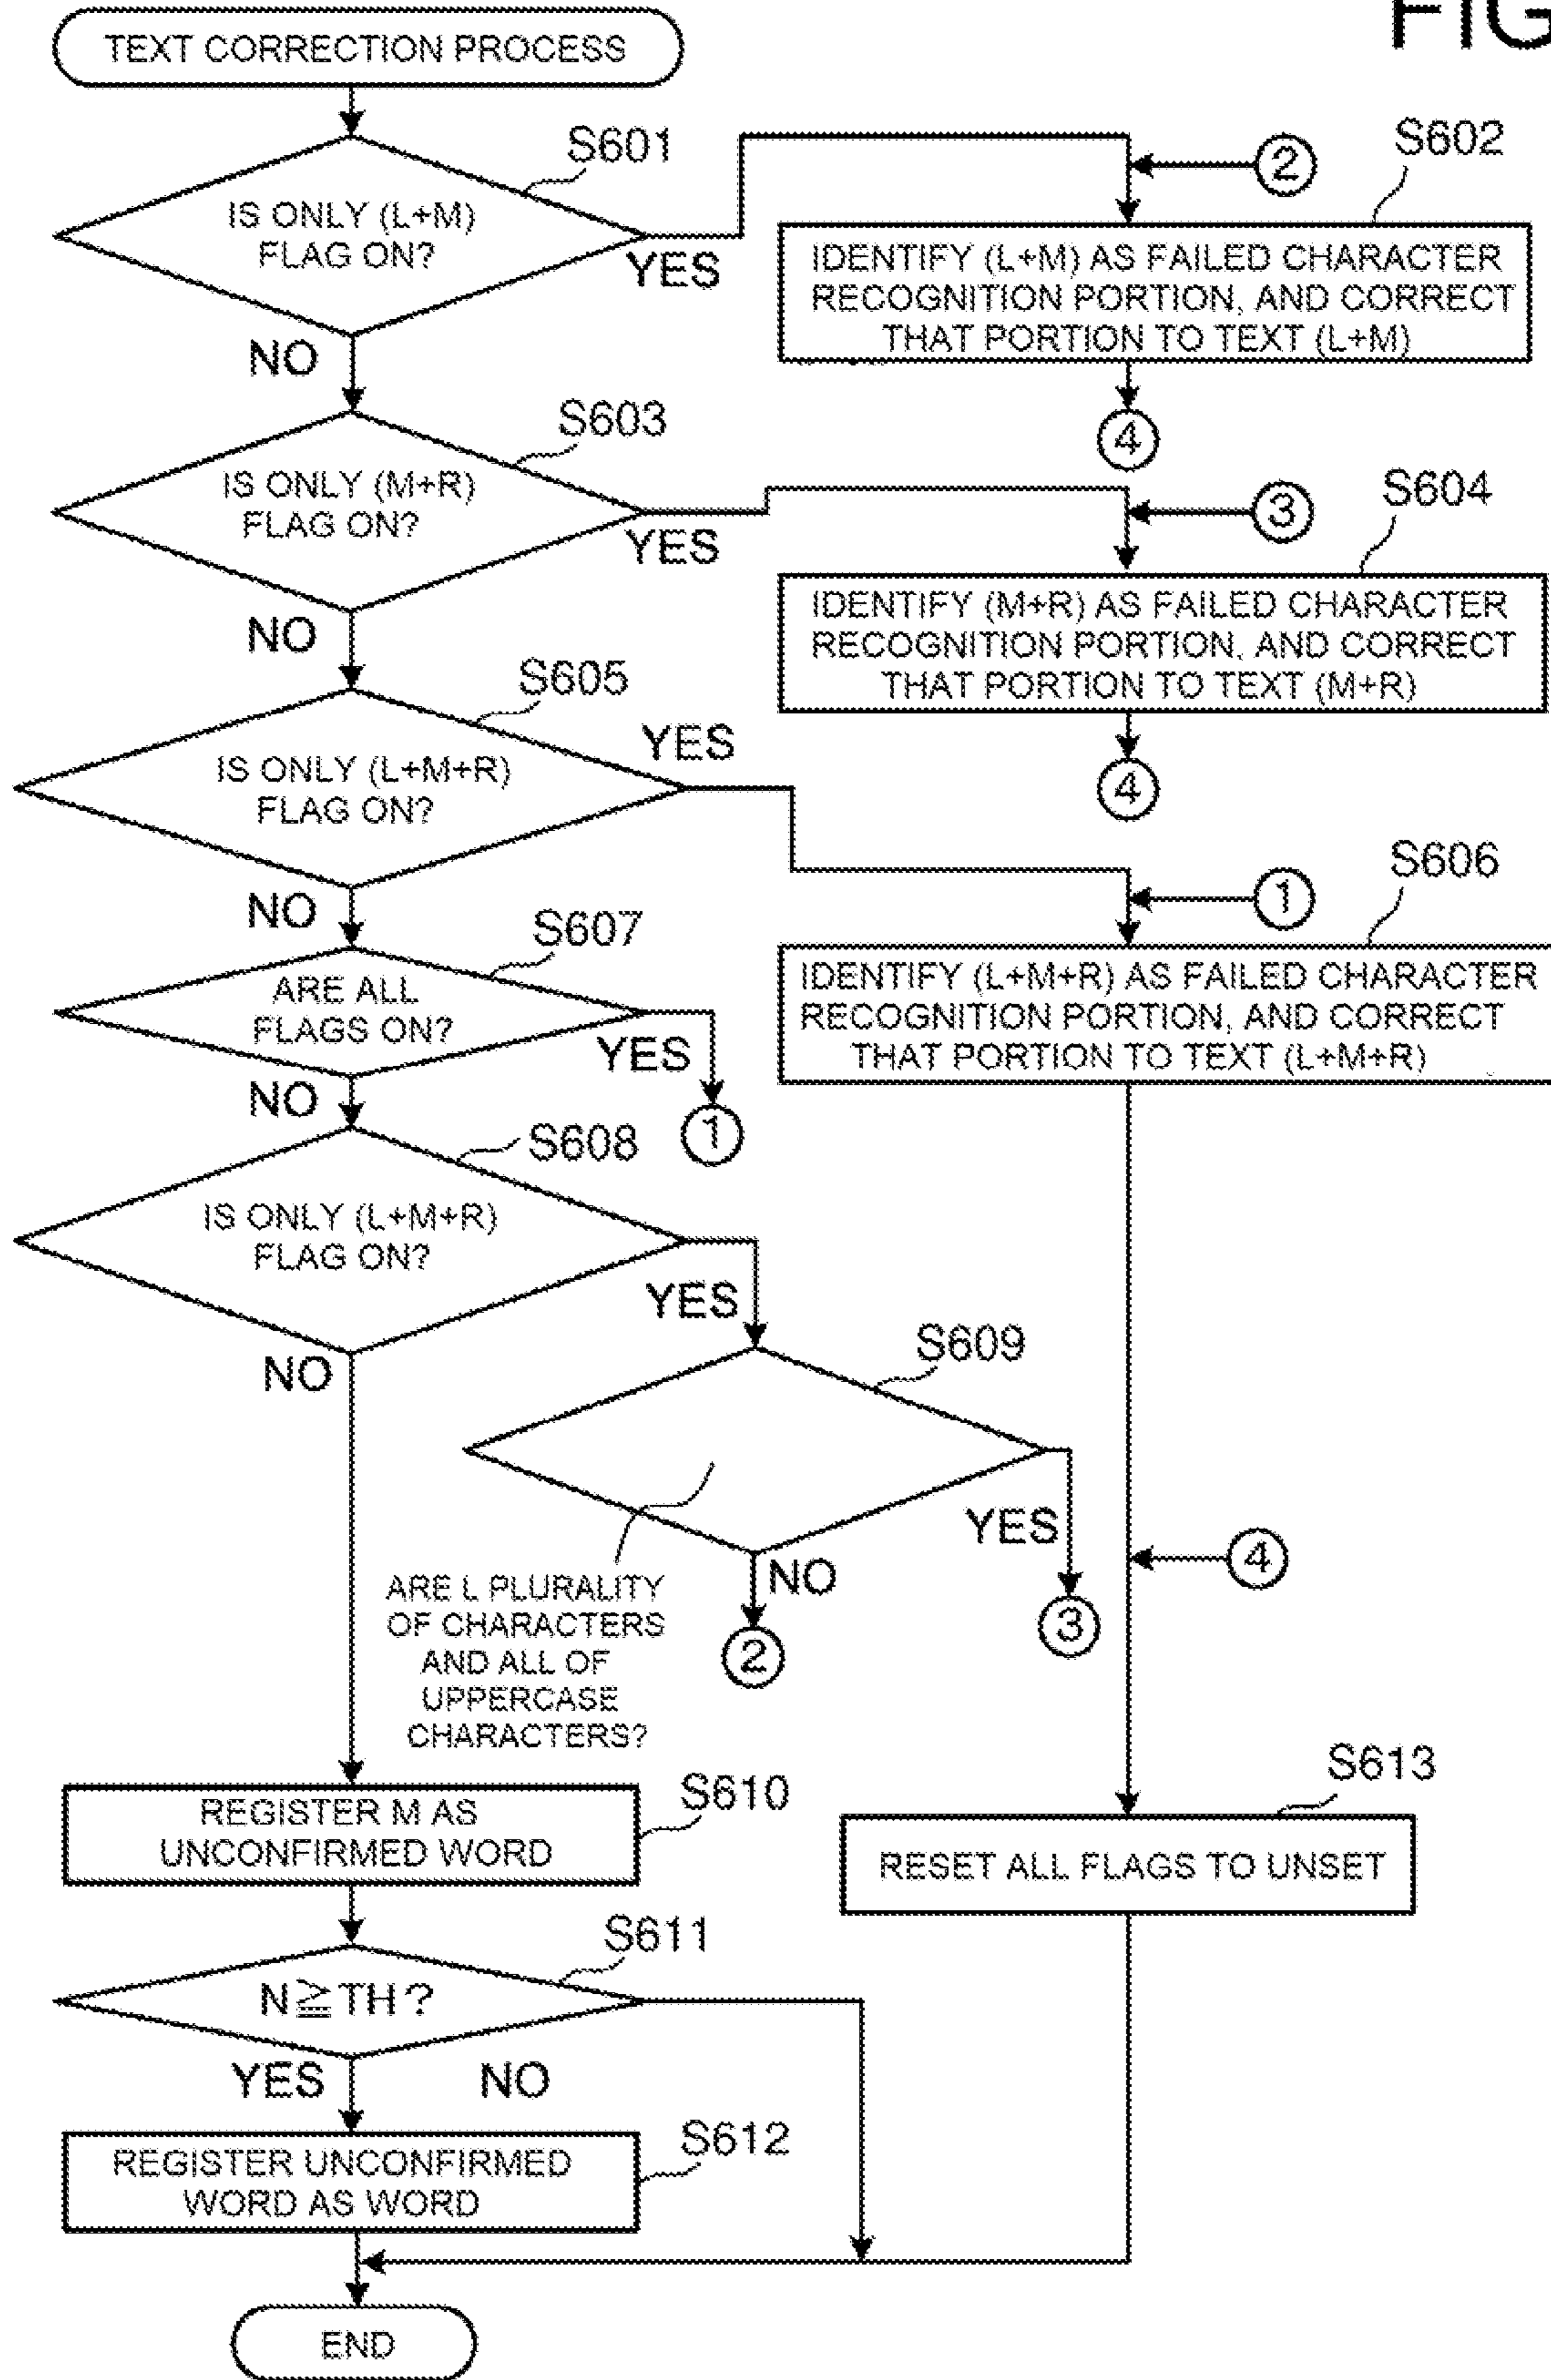 FIG
TEXT CORRECTION PROCESS
S601
IS ONLY (L+M)
FLAG ON?
YES
NO
2
S602
IDENTIFY (L+M) AS FAILED CHARACTER
RECOGNITION PORTION, AND CORRECT
THAT PORTION TO TEXT (L+M)
4
S603
IS ONLY (M+R)
FLAG ON?
YES
NO
3
S604
IDENTIFY (M+R) AS FAILED CHARACTER
RECOGNITION PORTION, AND CORRECT
THAT PORTION TO TEXT (M+R)
4
S605
IS ONLY (L+M+R)
FLAG ON?
YES
NO
1
S606
IDENTIFY (L+M+R) AS FAILED CHARACTER
RECOGNITION PORTION, AND CORRECT
THAT PORTION TO TEXT (L+M+R)
S607
ARE ALL
FLAGS ON?
YES
NO
1
S608
IS ONLY (L+M+R)
FLAG ON?
YES
NO
S609
ARE L PLURALITY
OF CHARACTERS
AND ALL OF
UPPERCASE
CHARACTERS?
YES
NO
2
3
4
S610
REGISTER M AS
UNCONFIRMED WORD
S613
RESET ALL FLAGS TO UNSET
S611
N≧TH?
YES
NO
S612
REGISTER UNCONFIRMED
WORD AS WORD
END